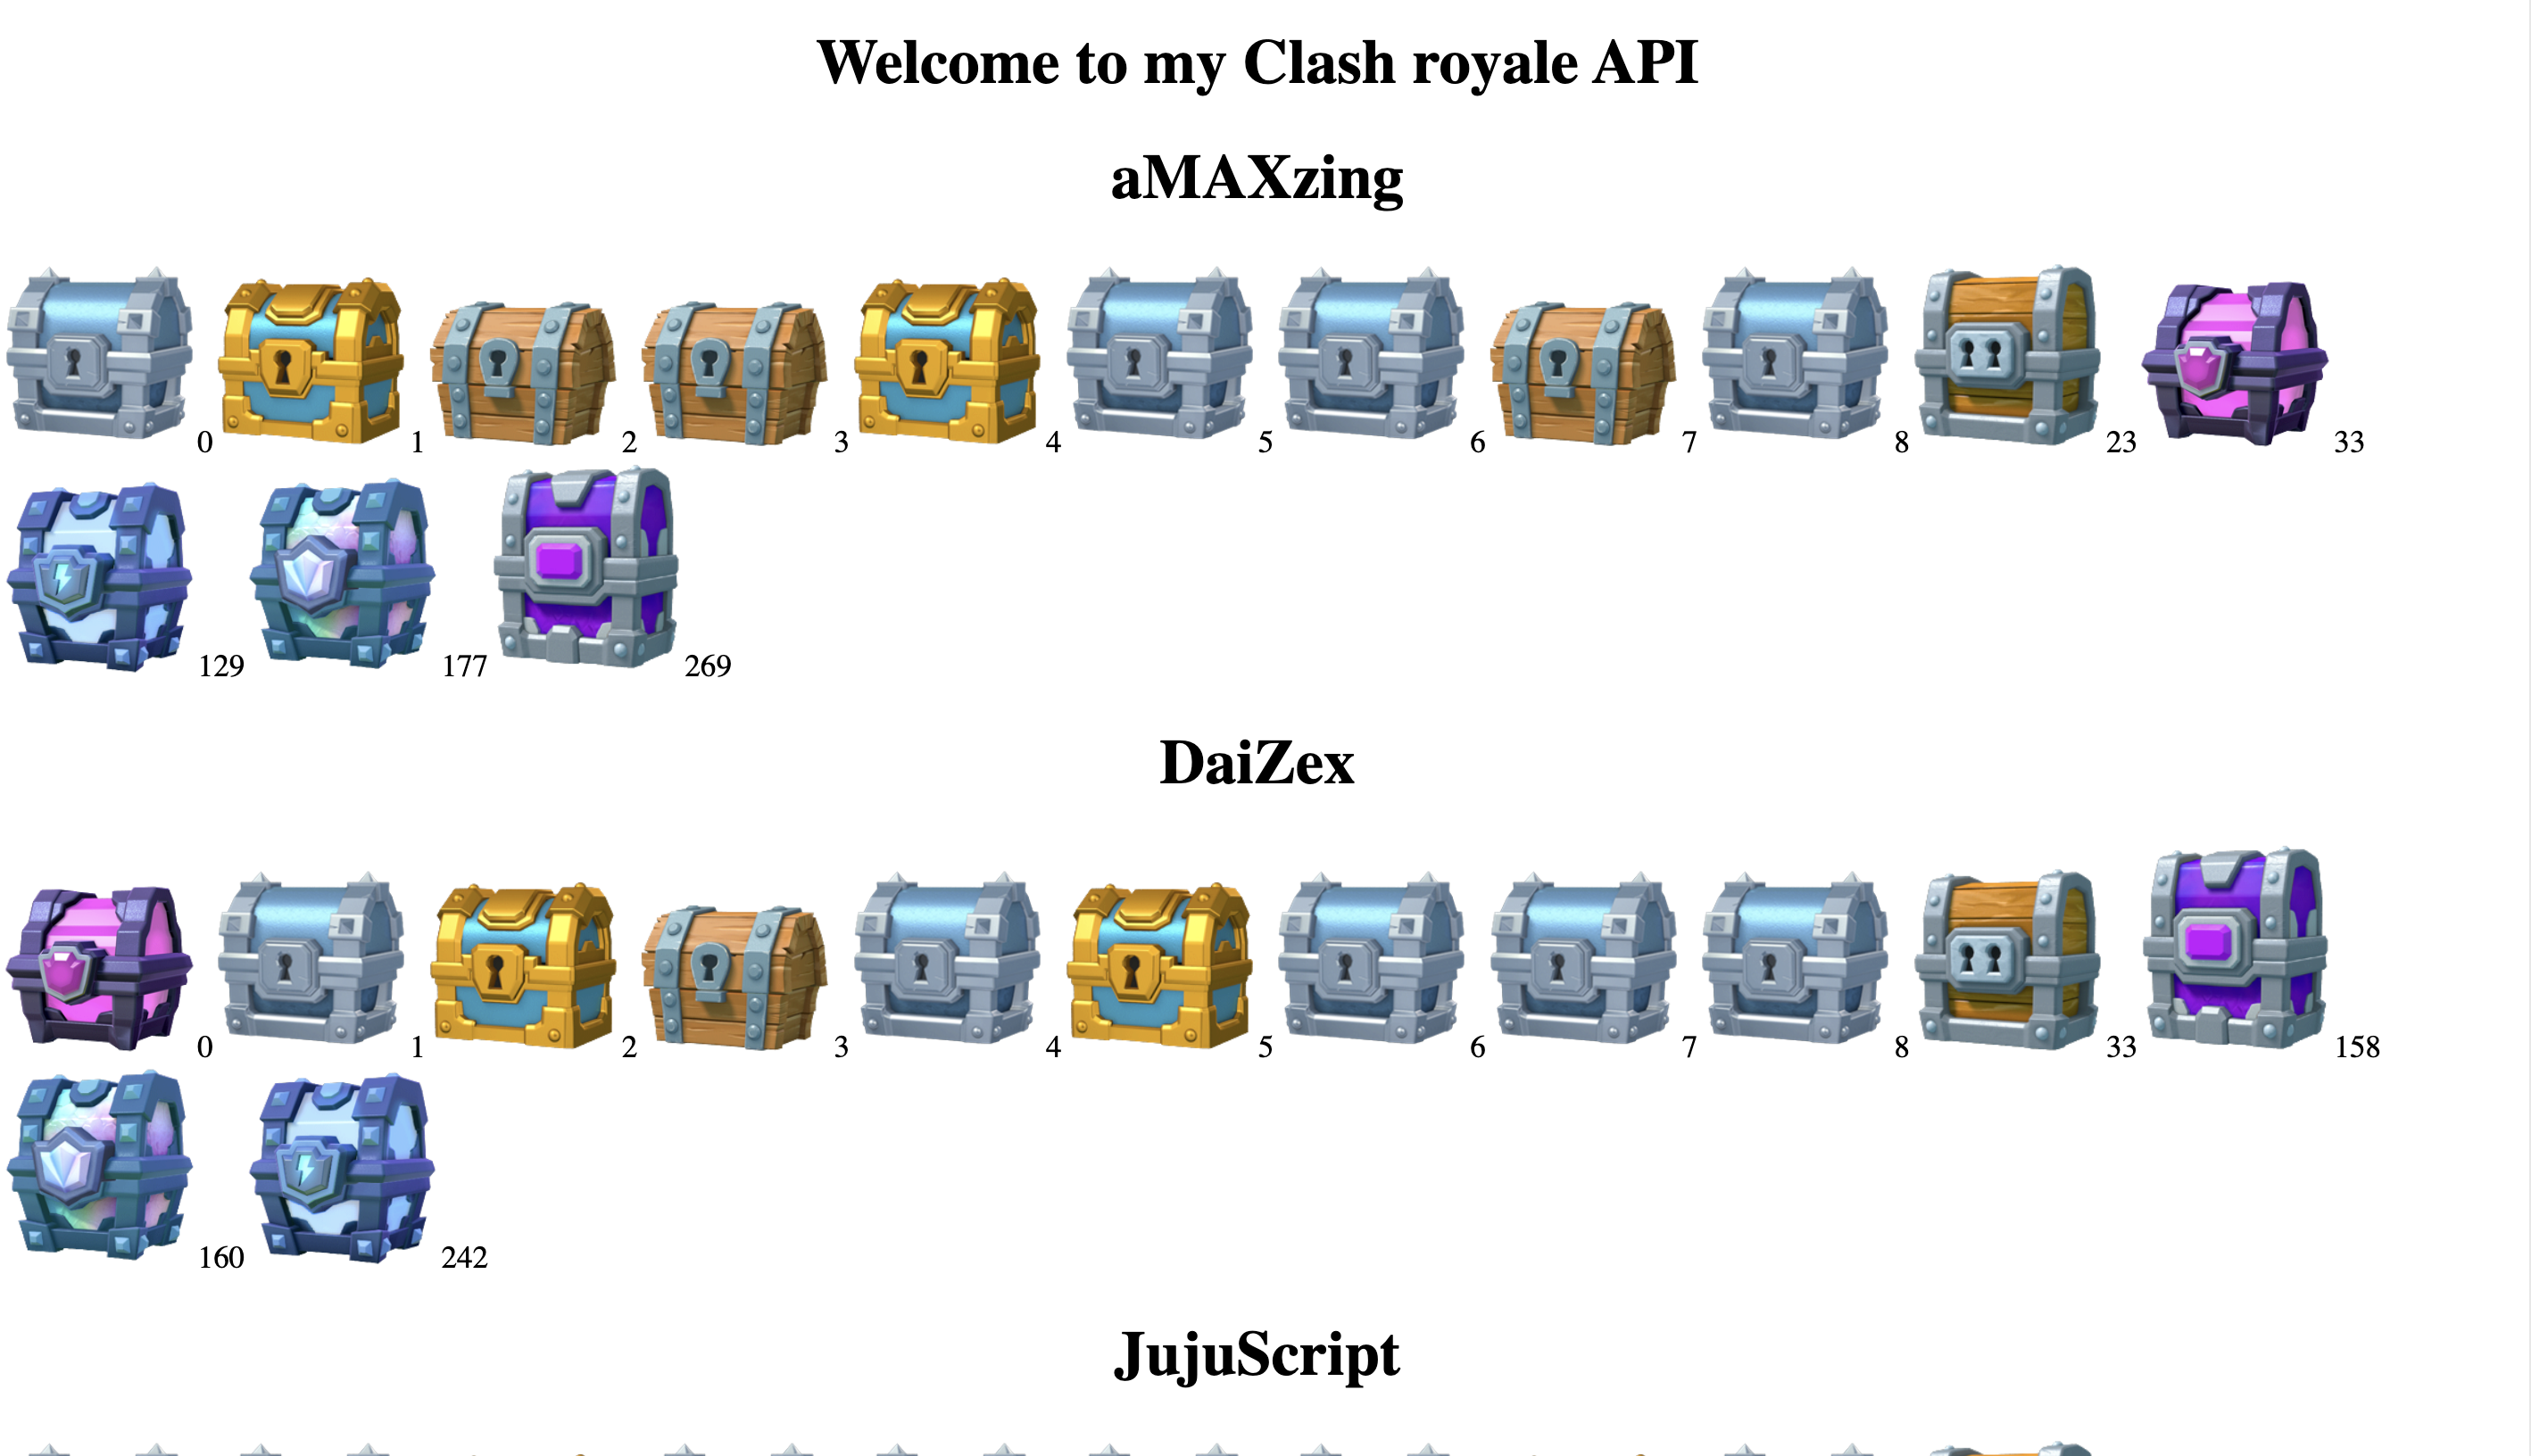 Welcome to my Clash royale API
aMAXzing
0 1 2 3 4 5 6 7 8 23 33
129 177 269
DaiZex
0 1 2 3 4 5 6 7 8 33 158
160 242
JujuScript